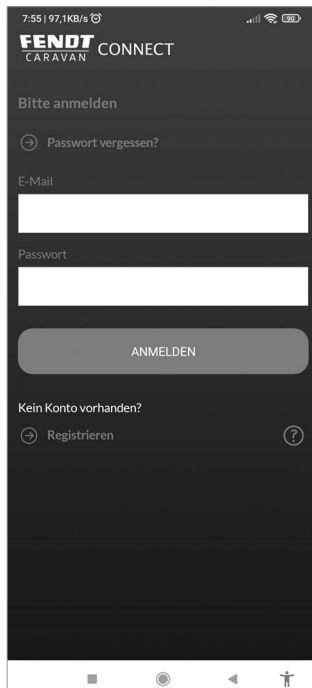 7:55 | 97,1KB/s
90
FENDT
CARAVAN CONNECT
Bitte anmelden
Passwort vergessen?
E-Mail
Passwort
ANMELDEN
Kein Konto vorhanden?
Registrieren
?